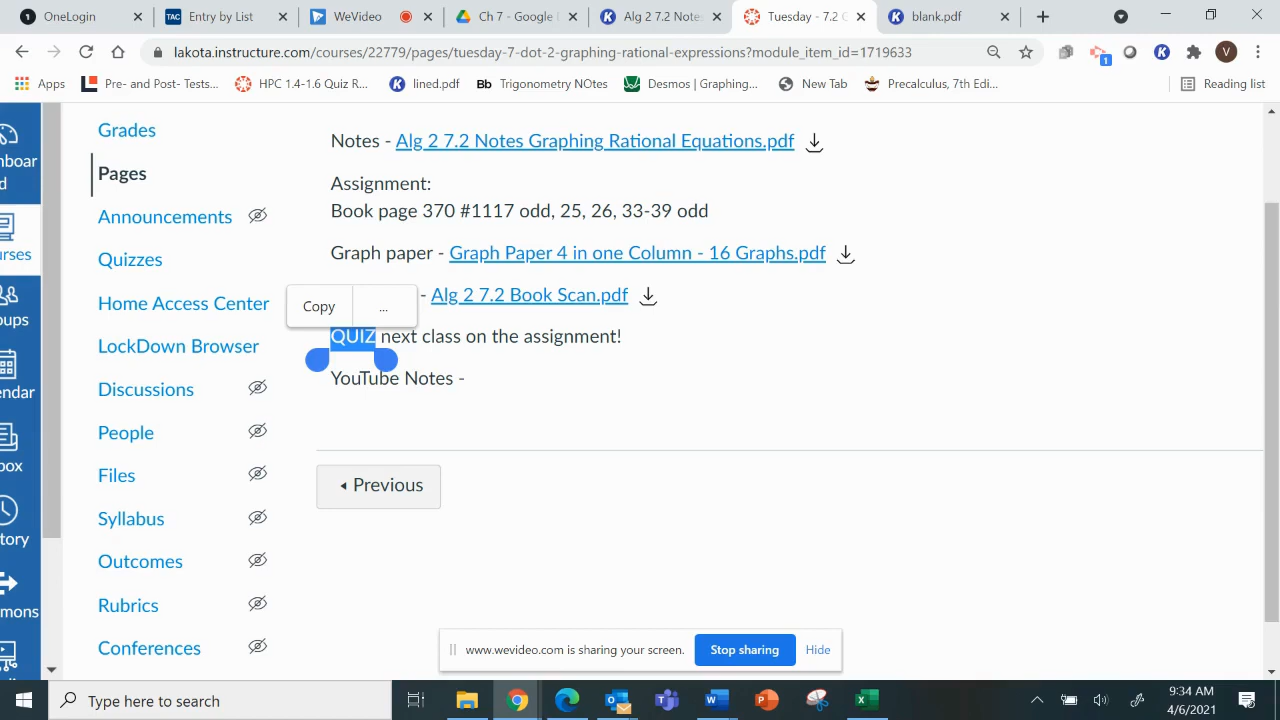 OneLogin
Entry by List
WeVideo
Ch 7 - Google
Alg 2 7.2 Notes
Tuesday - 7.2
blank.pdf
lakota.instructure.com/courses/22779/pages/tuesday-7-dot-2-graphing-rational-expressions?module_item_id=1719633
1
V
Apps
Pre- and Post- Tests...
HPC 1.4-1.6 Quiz R...
lined.pdf
Bb Trigonometry NOtes
Desmos | Graphing...
New Tab
Precalculus, 7th Edi...
Reading list
Grades
Pages
Announcements
Quizzes
Home Access Center
LockDown Browser
Discussions
People
Files
Syllabus
Outcomes
Rubrics
Conferences
Notes - Alg 2 7.2 Notes Graphing Rational Equations.pdf
Assignment:
Book page 370 #1117 odd, 25, 26, 33-39 odd
Graph paper - Graph Paper 4 in one Column - 16 Graphs.pdf
- Alg 2 7.2 Book Scan.pdf
Copy
...
QUIZ next class on the assignment!
YouTube Notes -
Previous
www.wevideo.com is sharing your screen.
Stop sharing
Hide
Type here to search
9:34 AM
4/6/2021